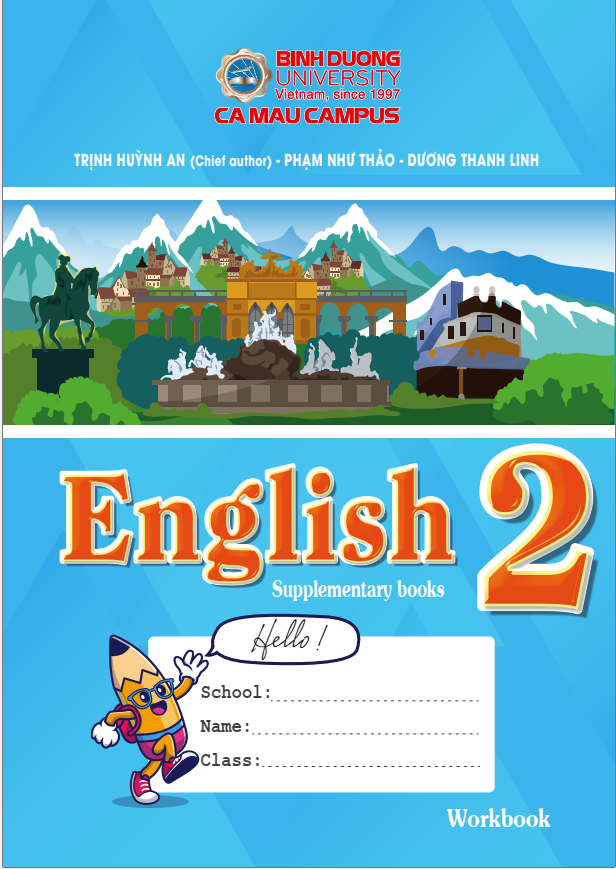 BINH DUONG
UNIVERSITY
Vietnam, since 1997
CA MAU CAMPUS
TRỊNH HUỲNH AN (Chief author) - PHẠM NHƯ THẢO - DƯƠNG THANH LINH
English 2
Supplementary books
Hello !
School:
Name:
Class:
Workbook